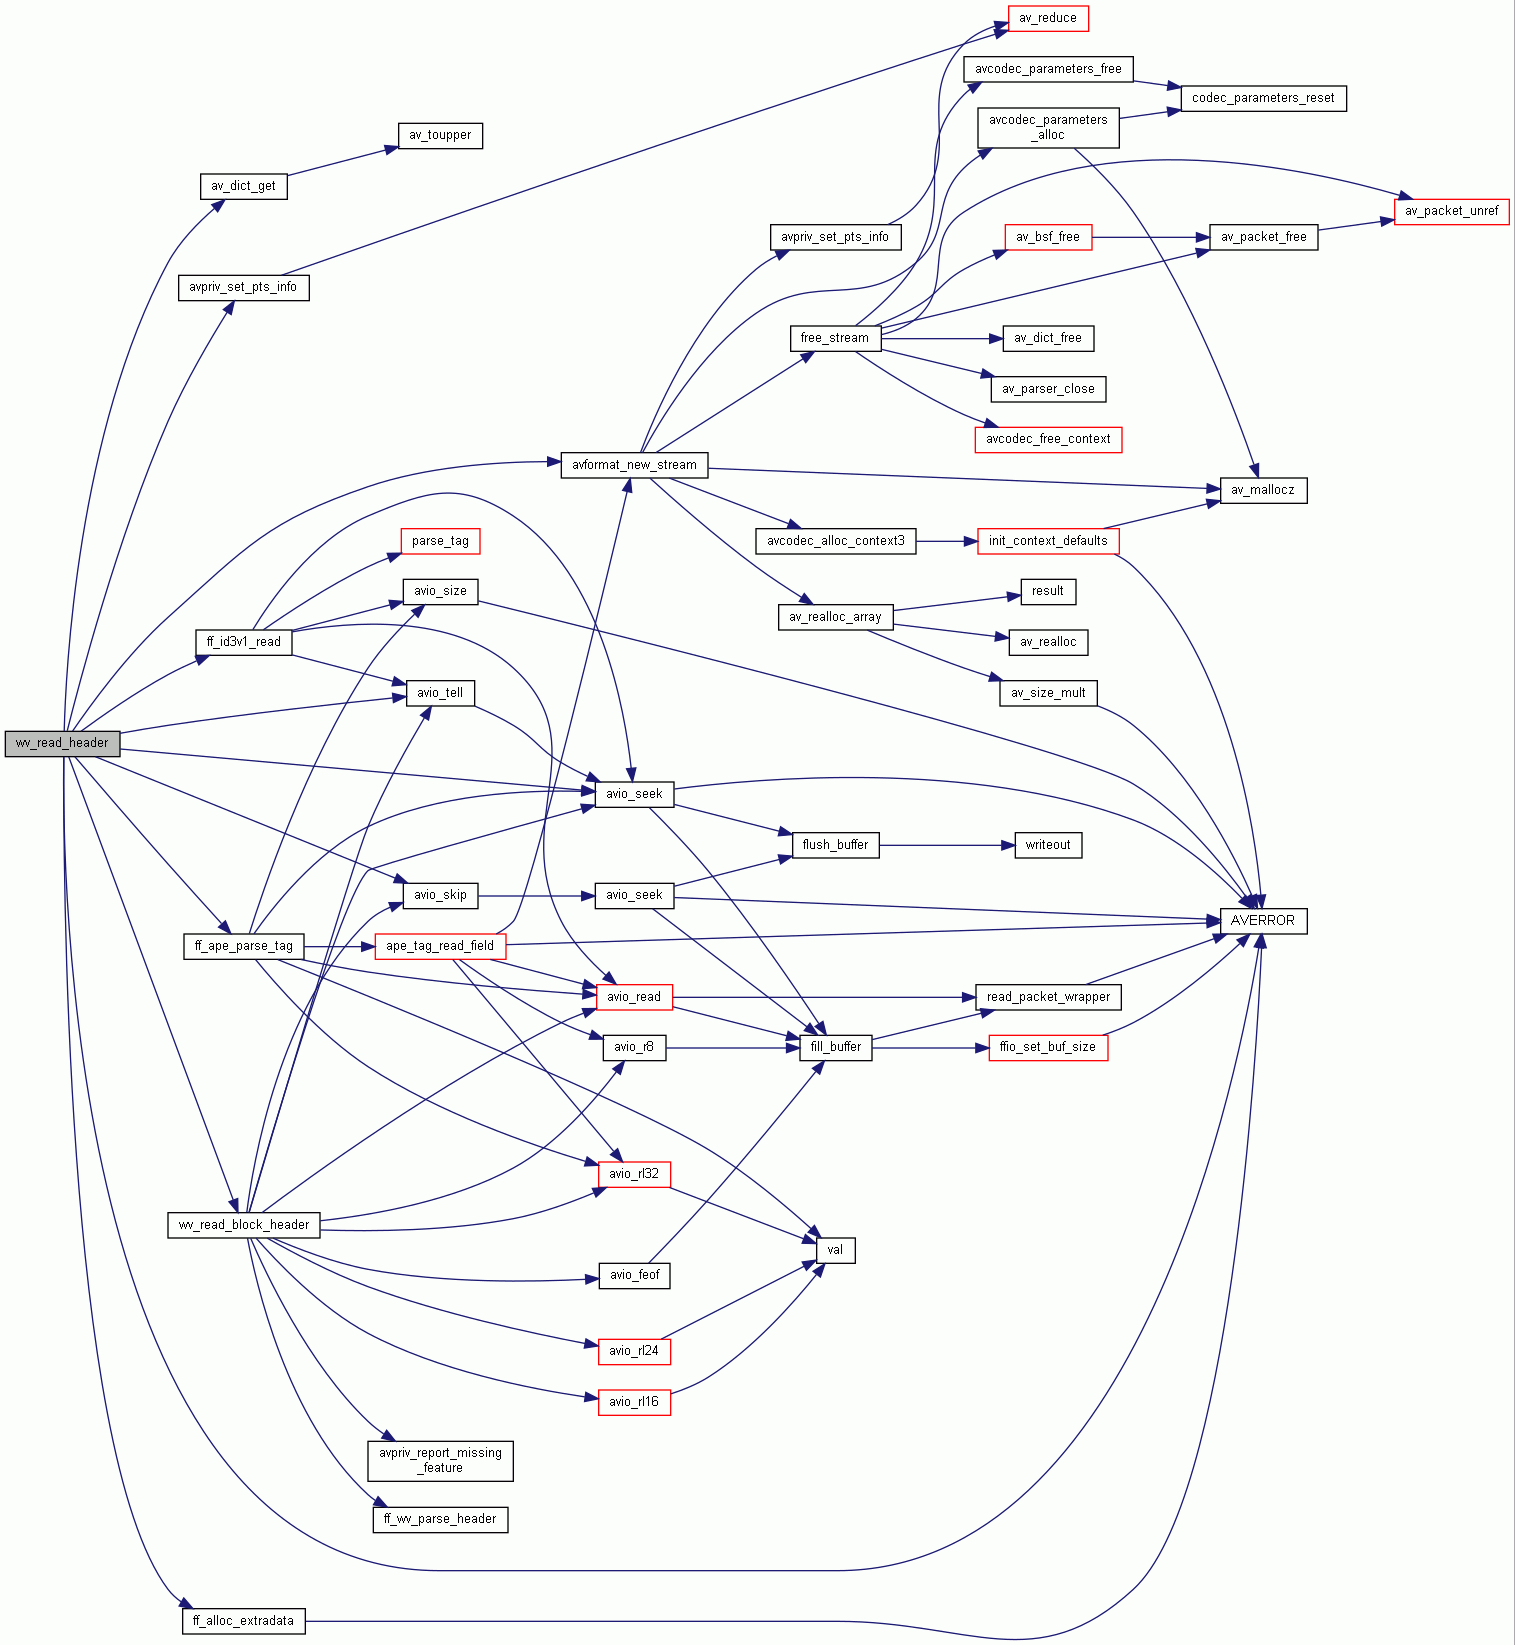 av_reduce
avcodec_parameters_free
codec_parameters_reset
avcodec_parameters
_alloc
av_toupper
av_dict_get
av_packet_unref
avpriv_set_pts_info
av_bsf_free
av_packet_free
avpriv_set_pts_info
free_stream
av_dict_free
av_parser_close
avcodec_free_context
avformat_new_stream
av_mallocz
parse_tag
avcodec_alloc_context3
init_context_defaults
avio_size
result
av_realloc_array
ff_id3v1_read
av_realloc
avio_tell
av_size_mult
wv_read_header
avio_seek
flush_buffer
writeout
avio_skip
avio_seek
AVERROR
ff_ape_parse_tag
ape_tag_read_field
avio_read
read_packet_wrapper
avio_r8
fill_buffer
ffio_set_buf_size
avio_rl32
wv_read_block_header
val
avio_feof
avio_rl24
avio_rl16
avpriv_report_missing
_feature
ff_wv_parse_header
ff_alloc_extradata